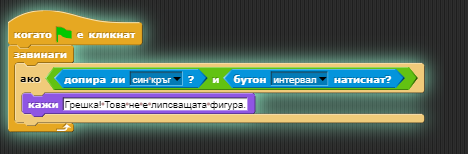 когато е кликнат
завинаги
ако допира ли син кръг ? и бутон интервал натиснат?
кажи Грешка! Това не е липсващата фигура.